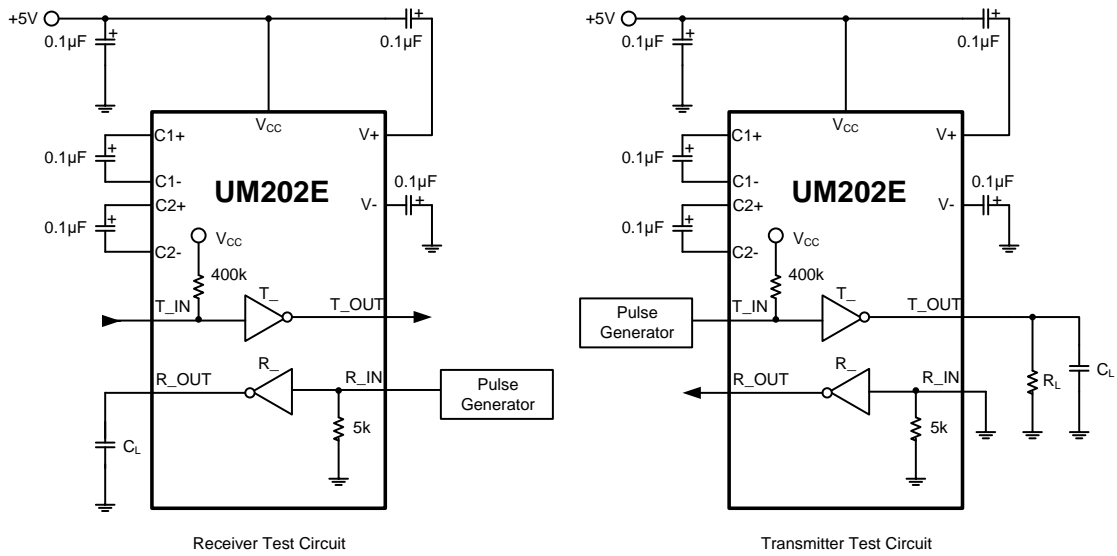 +5V
0.1µF
+
0.1µF
+
VCC
V+
C1+
0.1µF
+
C1-
UM202E
0.1µF
+
C2+
V-
0.1µF
+
C2-
VCC
400k
T_IN
T_
T_OUT
R_OUT
R_
R_IN
Pulse
Generator
5k
CL
Receiver Test Circuit
+5V
0.1µF
+
0.1µF
+
VCC
V+
C1+
0.1µF
+
C1-
UM202E
0.1µF
+
C2+
V-
0.1µF
+
C2-
VCC
400k
Pulse
Generator
T_IN
T_
T_OUT
R_OUT
R_
R_IN
RL
CL
5k
Transmitter Test Circuit